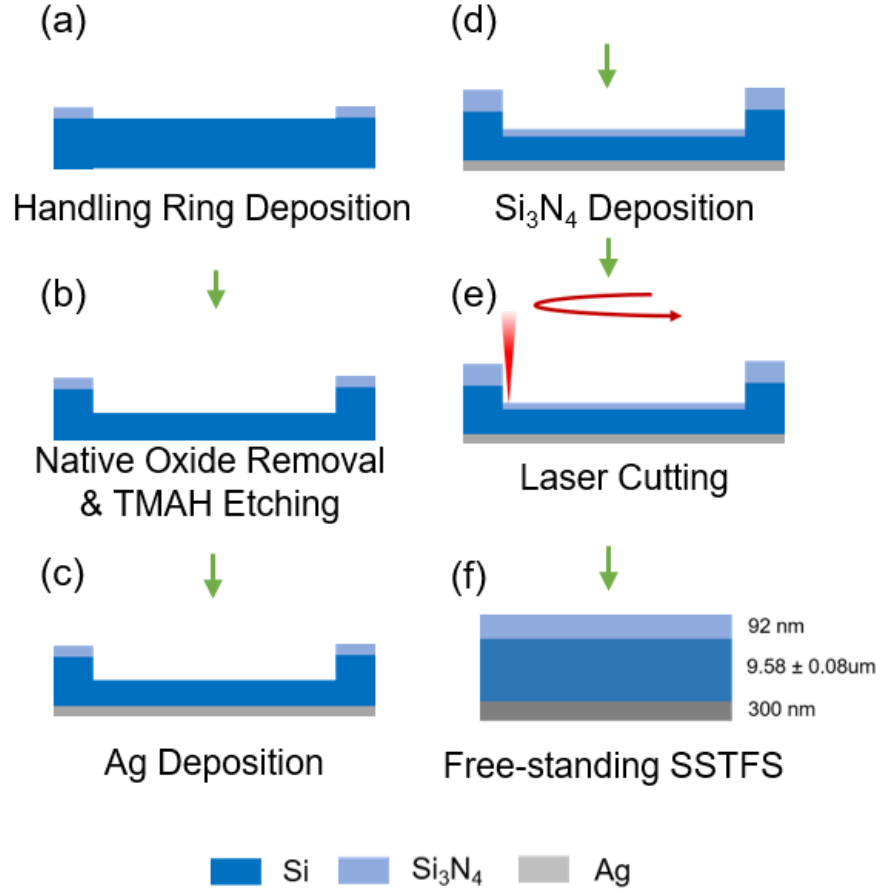 (a)
Handling Ring Deposition
(b)
Native Oxide Removal
& TMAH Etching
(c)
Ag Deposition
(d)
Si₃N₄ Deposition
(e)
Laser Cutting
(f)
92 nm
9.58 ± 0.08um
300 nm
Free-standing SSTFS
Si
Si₃N₄
Ag